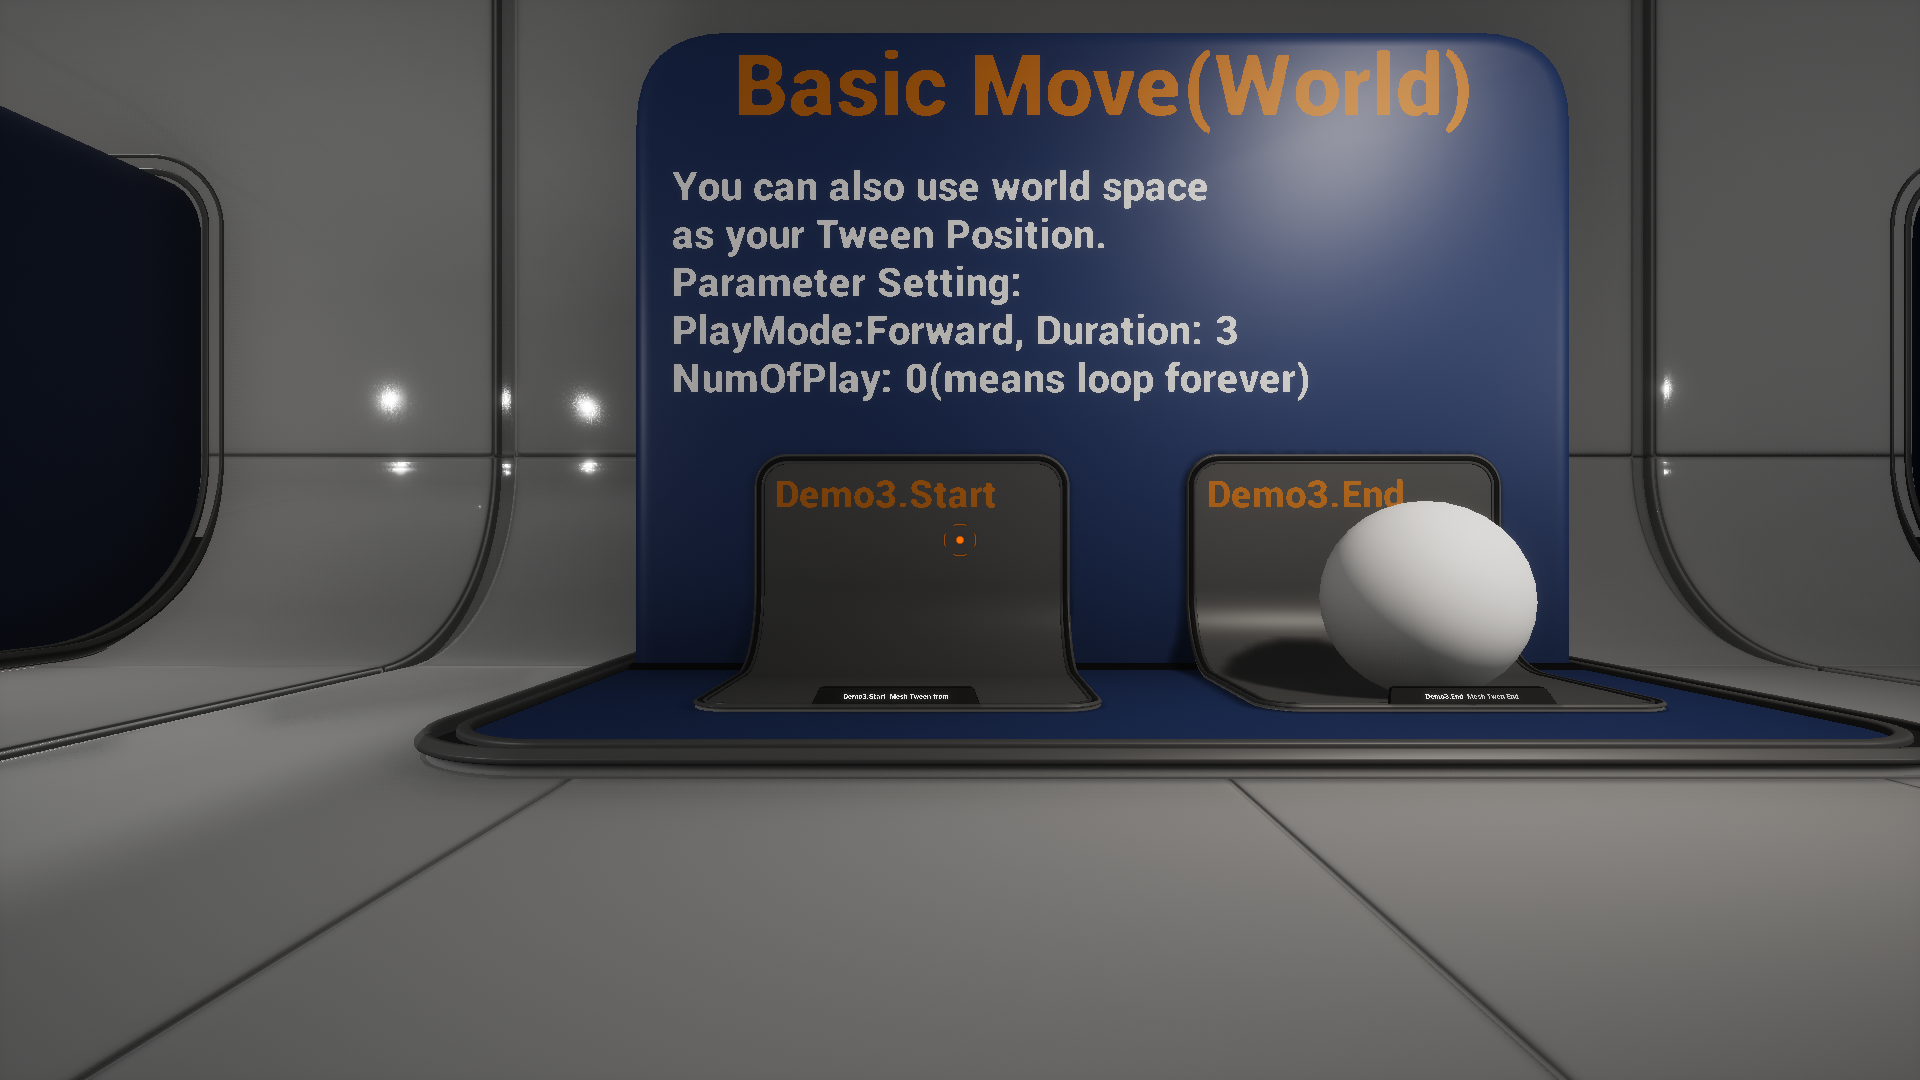 Basic Move(World)
You can also use world space
as your Tween Position.
Parameter Setting:
PlayMode:Forward, Duration: 3
NumOfPlay: 0(means loop forever)
Demo3.Start
Demo3.End
Demo3.Start Mesh Tween from
Demo3.End Mesh Twen End